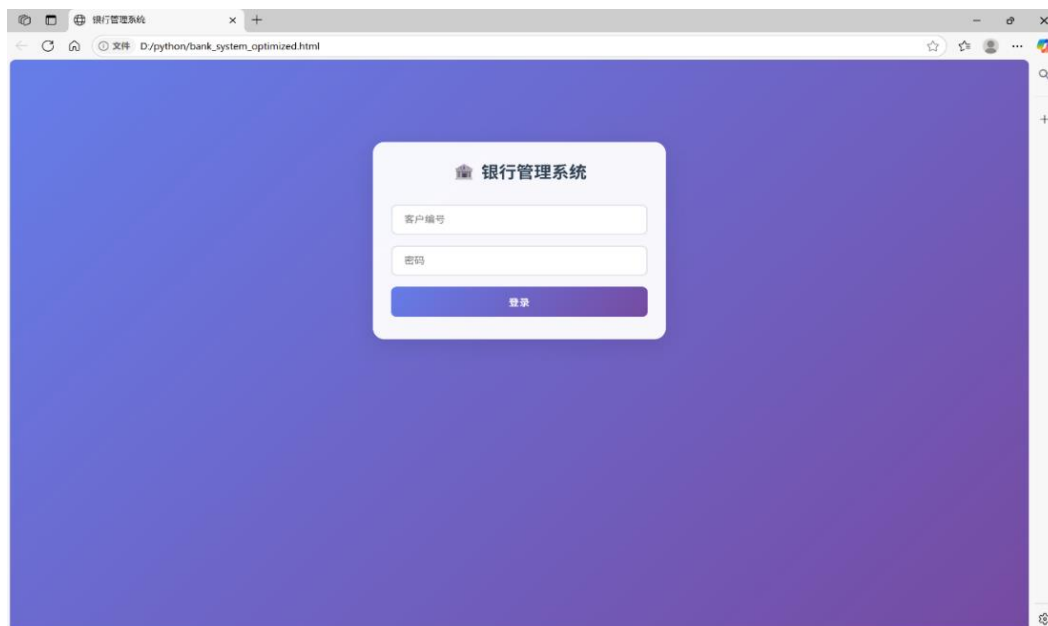 银行管理系统
文件 D:/python/bank_system_optimized.html
银行管理系统
客户编号
密码
登录